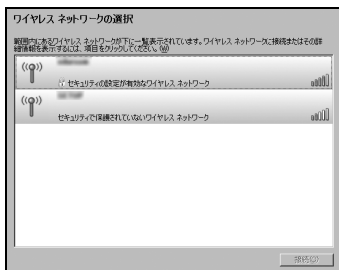 ワイヤレス ネットワークの選択
範囲内にあるワイヤレス ネットワークが下に一覧表示されています。ワイヤレス ネットワークに接続またはその詳
細情報を表示するには、項目をクリックしてください。(W)
セキュリティの設定が有効なワイヤレス ネットワーク
セキュリティで保護されていないワイヤレス ネットワーク
接続(C)